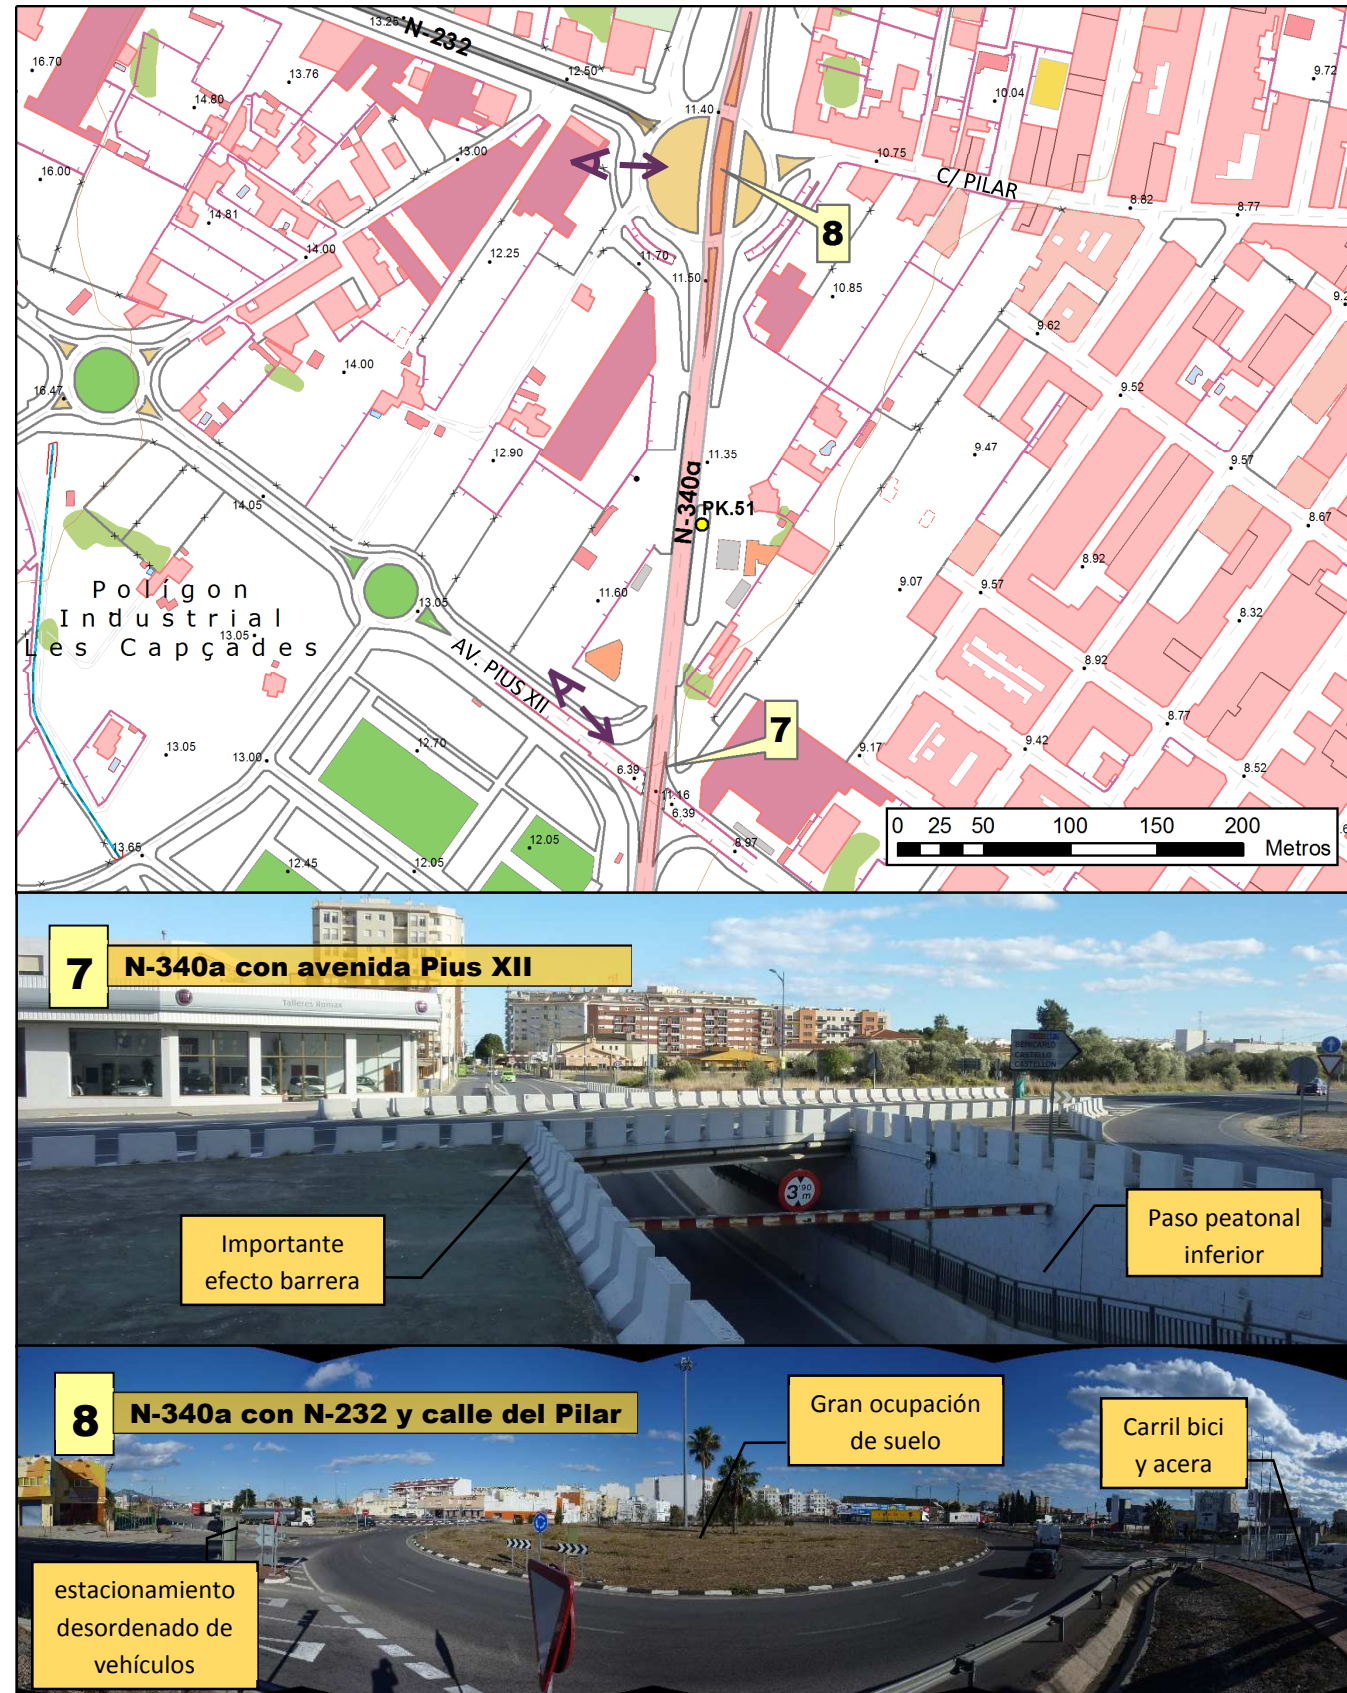 13.25
N-232
16.70
13.76
12.50
9.72
14.80
10.04
11.40
13.00
10.75
16.00
C/ PILAR
14.81
8.82
8.77
8
14.00
12.25
11.70
11.50
10.85
9.62
14.00
16.47
9.52
11.35
9.47
12.90
9.57
N-340a
14.05
PK.51
8.67
8.92
Polígon
Industrial
Les Capçades
13.05
13.05
11.60
9.07
9.57
8.32
AV. PIUS XII
8.92
8.77
7
13.05
12.70
13.00
9.17
9.42
8.52
6.39
11.16
6.39
0 25 50 100 150 200
Metros
13.65
12.45
12.05
12.05
8.97
7
N-340a con avenida Pius XII
Talleres Romax
FIAT
BENICARLO
CASTELLO
CASTELLON
3'90
m
Importante
efecto barrera
Paso peatonal
inferior
8
N-340a con N-232 y calle del Pilar
Gran ocupación
de suelo
Carril bici
y acera
estacionamiento
desordenado de
vehículos